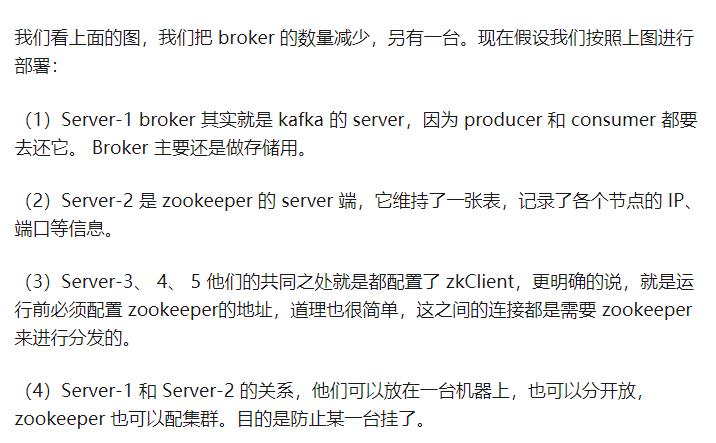 我们看上面的图，我们把 broker 的数量减少，另有一台。现在假设我们按照上图进行
部署：
（1）Server-1 broker 其实就是 kafka 的 server，因为 producer 和 consumer 都要
去还它。 Broker 主要还是做存储用。
（2）Server-2 是 zookeeper 的 server 端，它维持了一张表，记录了各个节点的 IP、
端口等信息。
（3）Server-3、 4、 5 他们的共同之处就是都配置了 zkClient，更明确的说，就是运
行前必须配置 zookeeper的地址，道理也很简单，这之间的连接都是需要 zookeeper
来进行分发的。
（4）Server-1 和 Server-2 的关系，他们可以放在一台机器上，也可以分开放，
zookeeper 也可以配集群。目的是防止某一台挂了。